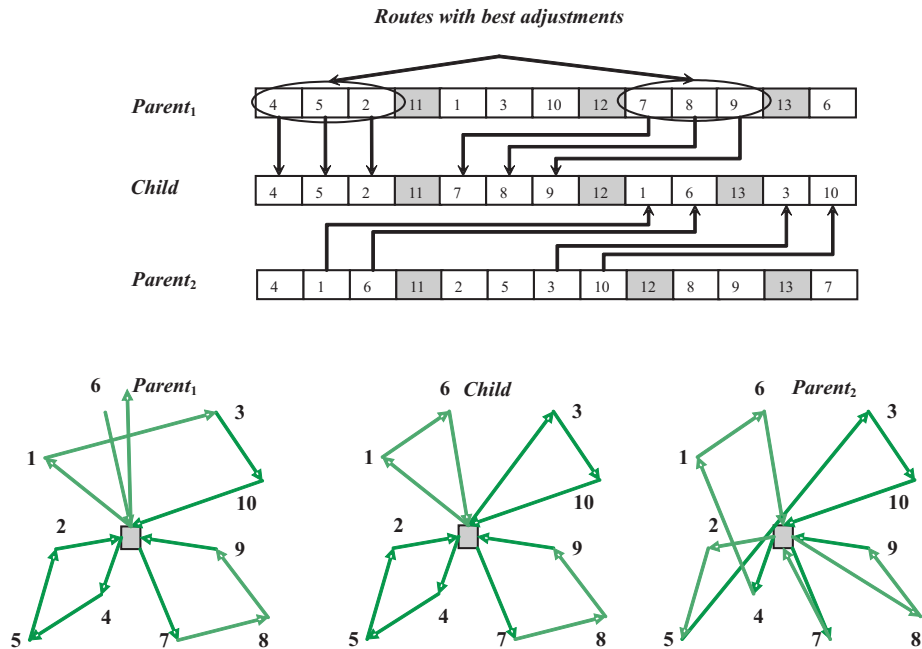 Routes with best adjustments
Parent₁ 4 5 2 11 1 3 10 12 7 8 9 13 6
Child 4 5 2 11 7 8 9 12 1 6 13 3 10
Parent₂ 4 1 6 11 2 5 3 10 12 8 9 13 7
6 Parent₁ 3 1 10 2 9 4 5 7 8
6 Child 3 1 10 2 9 4 5 7 8
6 Parent₂ 3 1 10 2 9 4 5 7 8